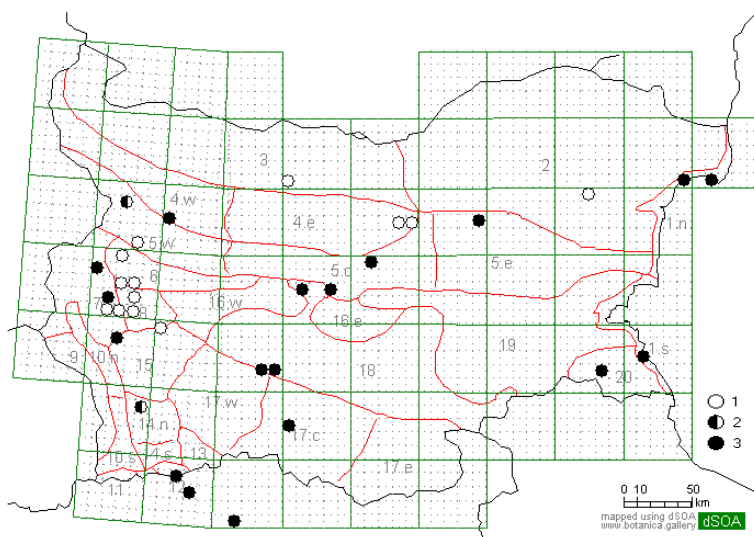 3
2
4.w
4.e
1.n
5.w
5.c
5.e
6
16.w
8
16.e
9
10.n
15
18
19
1.s
20
17.w
14.n
17.c
10.s
13
17.e
11
1
2
3
0 10 50
km
mapped using dSOA
www.botanica.gallery dSOA